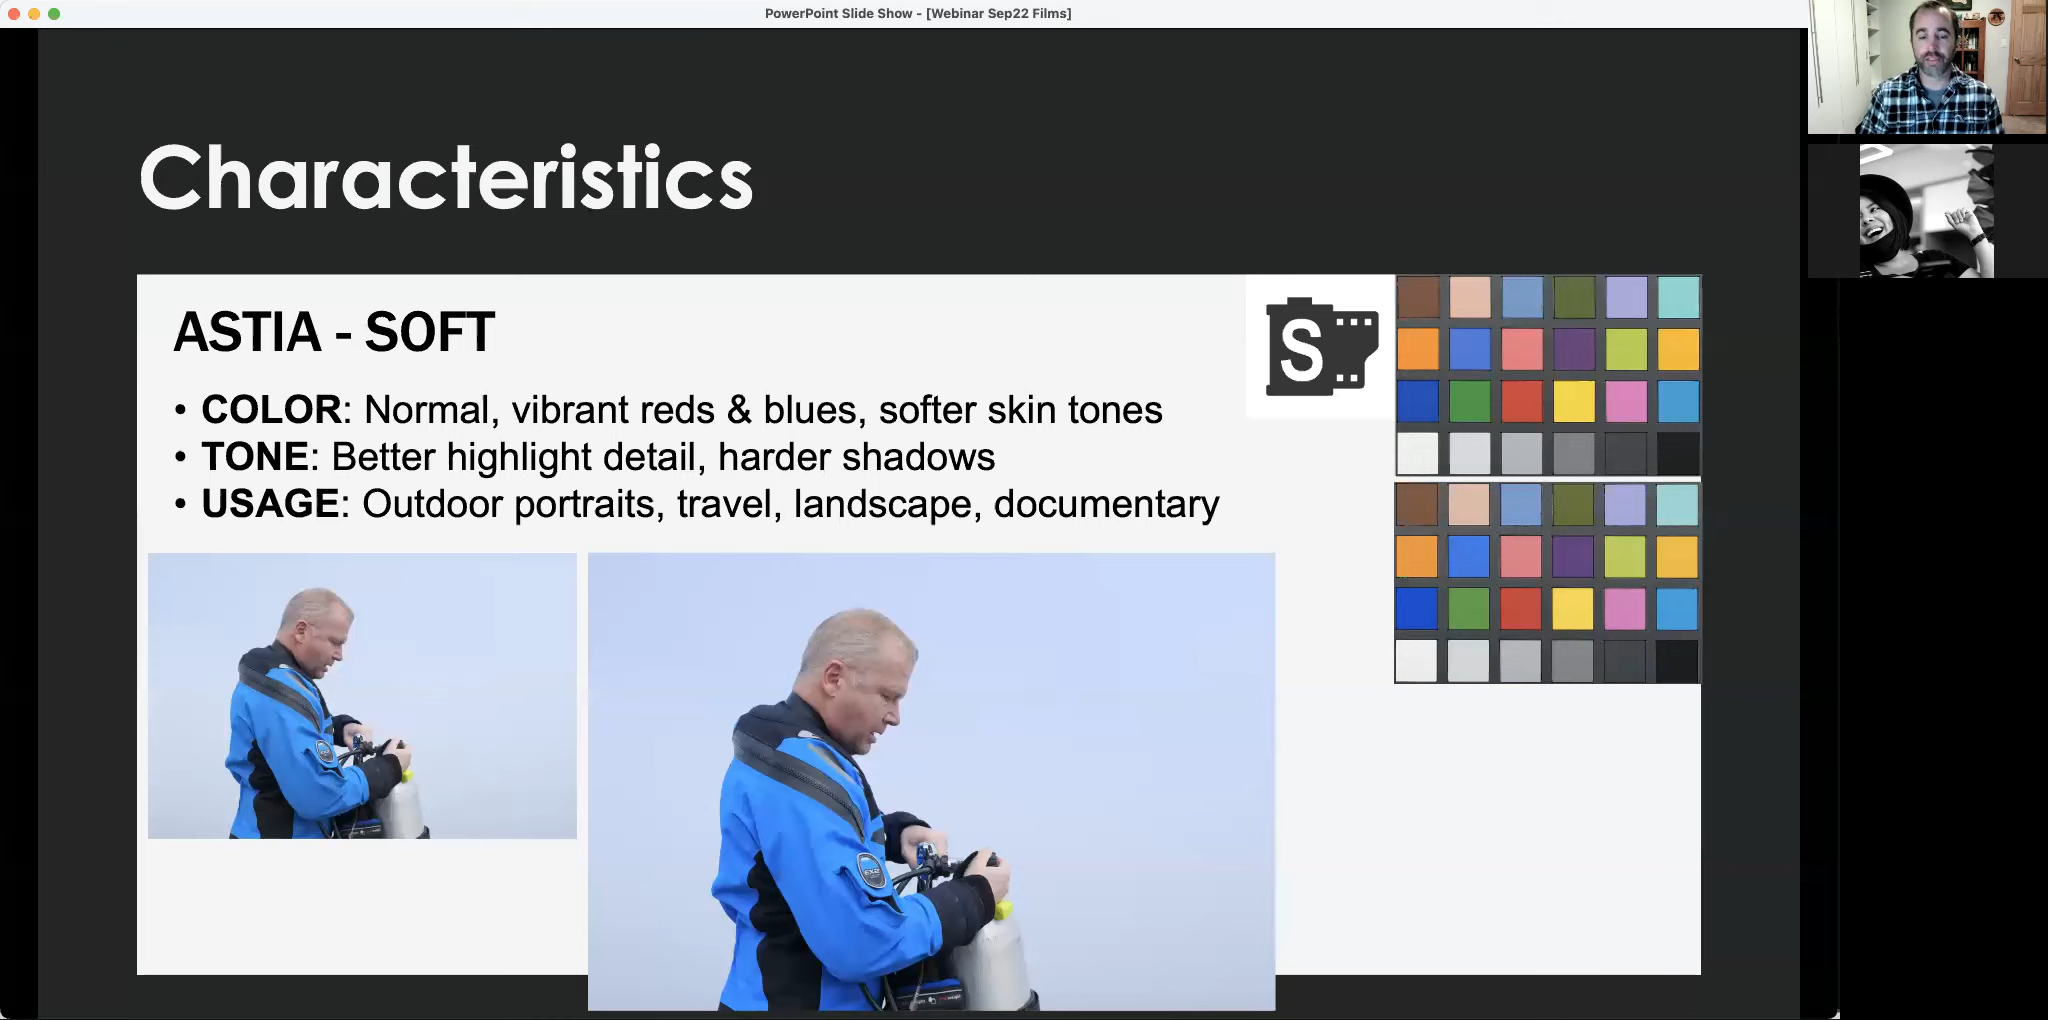 PowerPoint Slide Show - [Webinar Sep22 Films]
Characteristics
ASTIA - SOFT
S
• COLOR: Normal, vibrant reds & blues, softer skin tones
• TONE: Better highlight detail, harder shadows
• USAGE: Outdoor portraits, travel, landscape, documentary